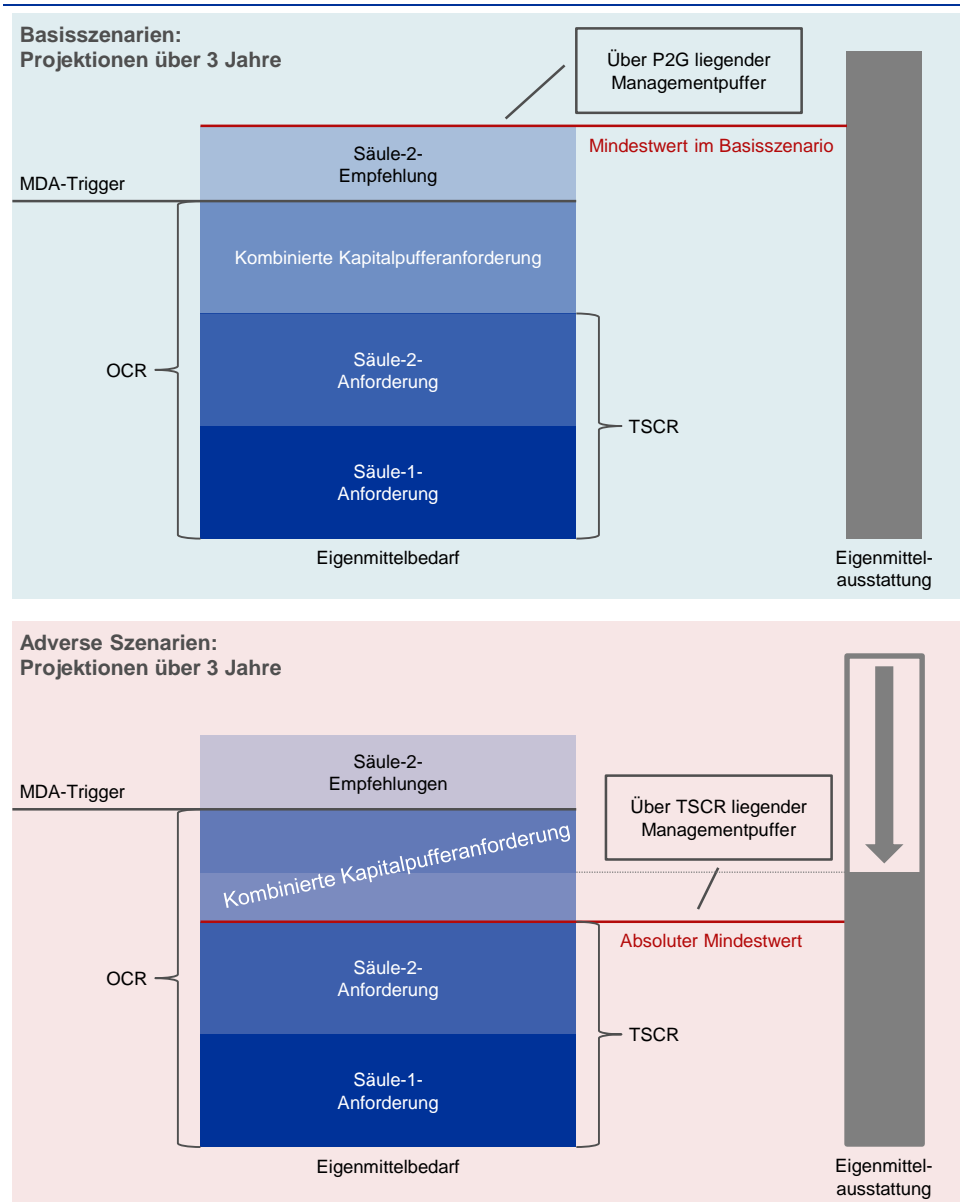 Basisszenarien:
Projektionen über 3 Jahre
Über P2G liegender
Managementpuffer
Mindestwert im Basisszenario
Säule-2-
Empfehlung
MDA-Trigger
Kombinierte Kapitalpufferanforderung
OCR
Säule-2-
Anforderung
TSCR
Säule-1-
Anforderung
Eigenmittelbedarf
Eigenmittel-
ausstattung
Adverse Szenarien:
Projektionen über 3 Jahre
Säule-2-
Empfehlungen
MDA-Trigger
Über TSCR liegender
Managementpuffer
Kombinierte Kapitalpufferanforderung
Absoluter Mindestwert
OCR
Säule-2-
Anforderung
TSCR
Säule-1-
Anforderung
Eigenmittelbedarf
Eigenmittel-
ausstattung